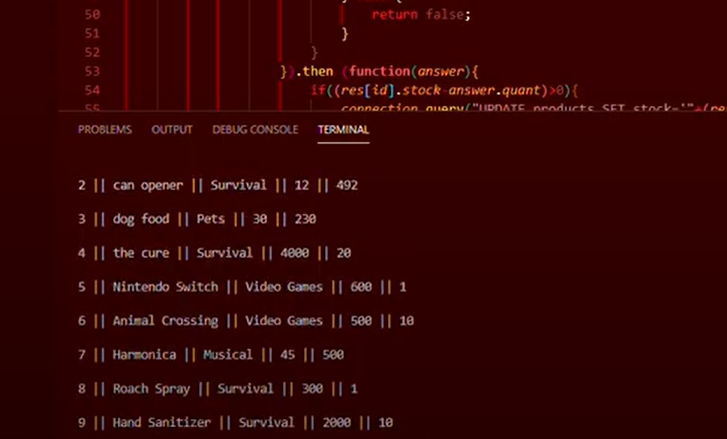 50 return false;
51 }
52 }
53 }).then (function(answer){
54 if((res[id].stock-answer.quant)>0){
55 connection.query("UPDATE products SET stock='"+(re
PROBLEMS OUTPUT DEBUG CONSOLE TERMINAL
2 || can opener || Survival || 12 || 492
3 || dog food || Pets || 30 || 230
4 || the cure || Survival || 4000 || 20
5 || Nintendo Switch || Video Games || 600 || 1
6 || Animal Crossing || Video Games || 500 || 10
7 || Harmonica || Musical || 45 || 500
8 || Roach Spray || Survival || 300 || 1
9 || Hand Sanitizer || Survival || 2000 || 10